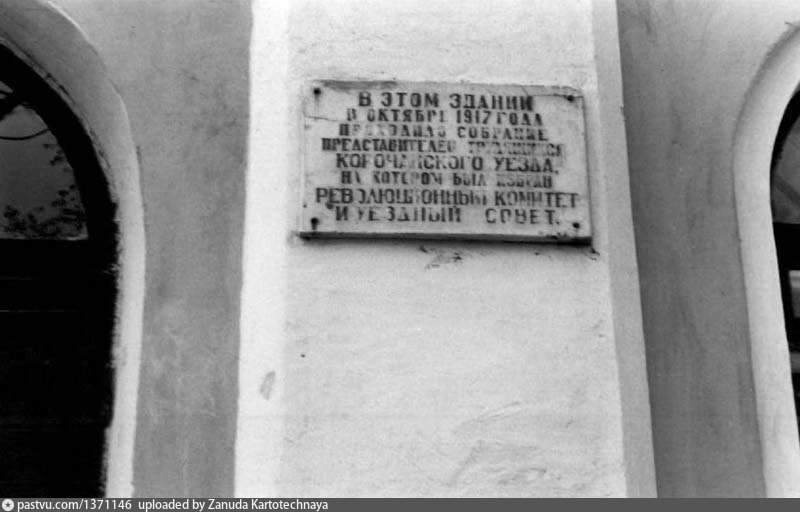 В ЭТОМ ЗДАНИИ
В ОКТЯБРЕ 1917 ГОДА
ПРОХОДИЛО СОБРАНИЕ
ПРЕДСТАВИТЕЛЕЙ ТРУДЯЩИХСЯ
КОРОЧАНСКОГО УЕЗДА,
НА КОТОРОМ БЫЛ ИЗБРАН
РЕВОЛЮЦИОННЫЙ КОМИТЕТ
И УЕЗДНЫЙ СОВЕТ.
pastvu.com/1371146 uploaded by Zanuda Kartotechnaya